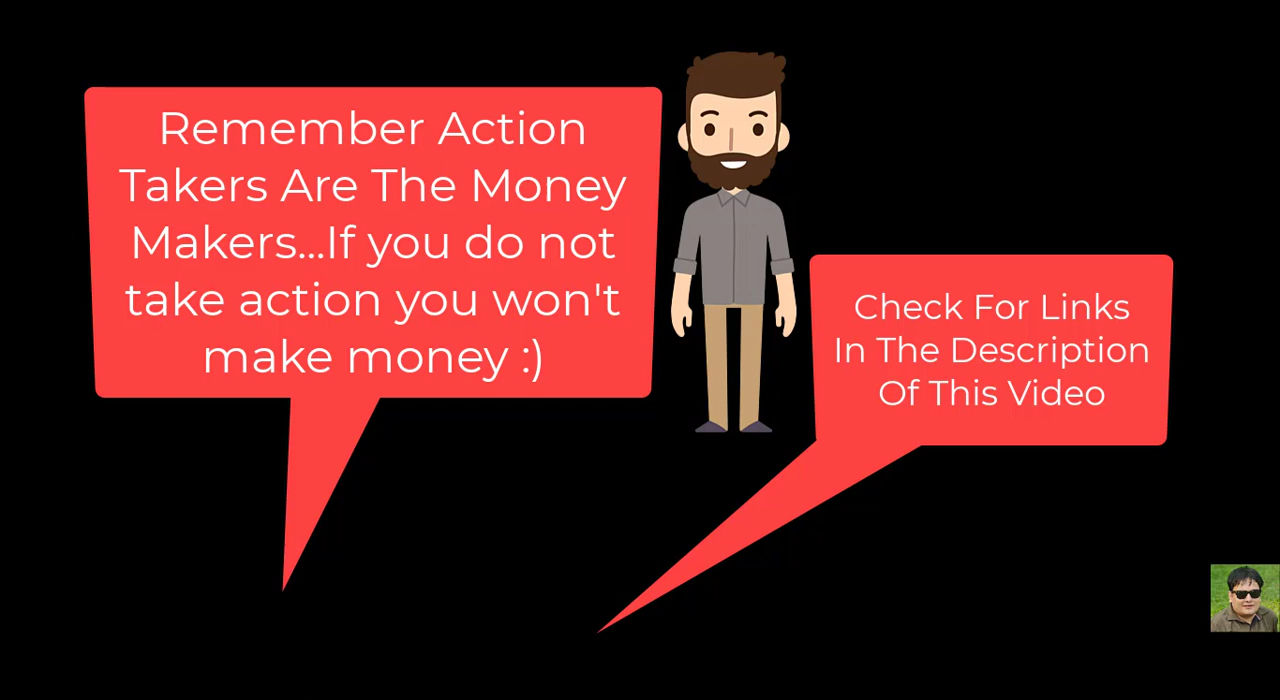 Remember Action
Takers Are The Money
Makers...If you do not
take action you won't
make money :)
Check For Links
In The Description
Of This Video